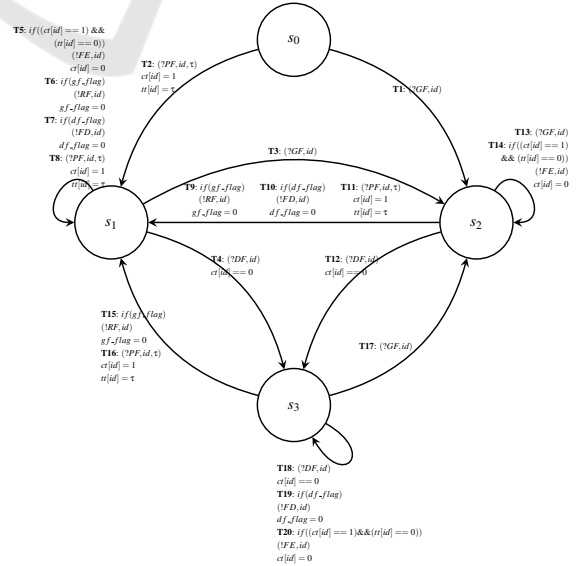 s0
T5: if((ct[id] == 1) &&
(tt[id] == 0))
(!FE,id)
ct[id] = 0
T6: if(gf_flag)
(!RF,id)
gf_flag = 0
T7: if(df_flag)
(!FD,id)
df_flag = 0
T8: (?PF,id,τ)
ct[id] = 1
tt[id] = τ
T2: (?PF,id,τ)
ct[id] = 1
tt[id] = τ
T1: (?GF,id)
T13: (?GF,id)
T14: if((ct[id] == 1)
&& (tt[id] == 0))
(!FE,id)
ct[id] = 0
T3: (?GF,id)
T9: if(gf_flag)
(!RF,id)
gf_flag = 0
T10: if(df_flag)
(!FD,id)
df_flag = 0
T11: (?PF,id,τ)
ct[id] = 1
tt[id] = τ
s1
s2
T4: (?DF,id)
ct[id] == 0
T12: (?DF,id)
ct[id] == 0
T15: if(gf_flag)
(!RF,id)
gf_flag = 0
T16: (?PF,id,τ)
ct[id] = 1
tt[id] = τ
T17: (?GF,id)
s3
T18: (?DF,id)
ct[id] == 0
T19: if(df_flag)
(!FD,id)
df_flag = 0
T20: if((ct[id] == 1)&&(tt[id] == 0))
(!FE,id)
ct[id] = 0